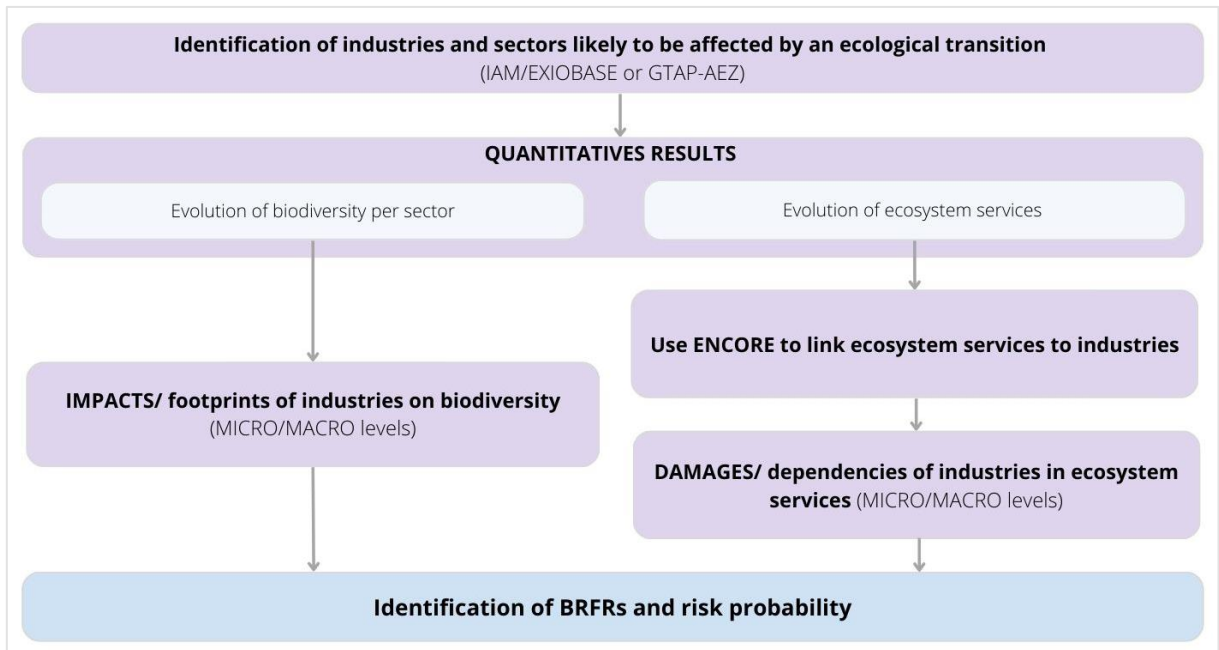 Identification of industries and sectors likely to be affected by an ecological transition
(IAM/EXIOBASE or GTAP-AEZ)
QUANTITATIVES RESULTS
Evolution of biodiversity per sector
Evolution of ecosystem services
Use ENCORE to link ecosystem services to industries
IMPACTS/ footprints of industries on biodiversity
(MICRO/MACRO levels)
DAMAGES/ dependencies of industries in ecosystem
services (MICRO/MACRO levels)
Identification of BRFRs and risk probability